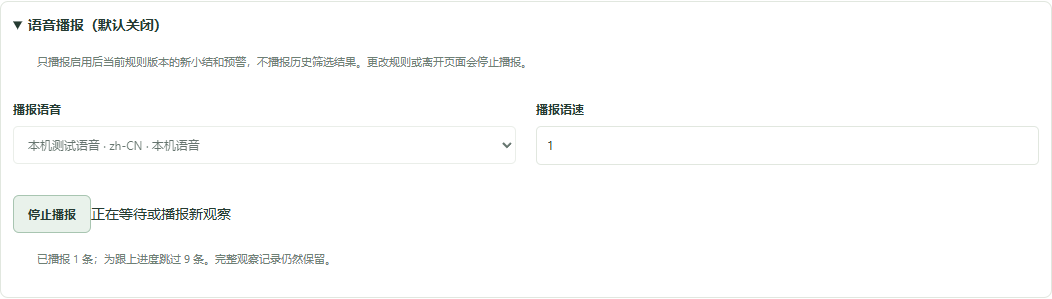 ▼ 语音播报（默认关闭）
只播报启用后当前规则版本的新小结和预警，不播报历史筛选结果。更改规则或离开页面会停止播报。
播报语音
播报语速
本机测试语音 · zh-CN · 本机语音
1
停止播报 正在等待或播报新观察
已播报 1 条；为跟上进度跳过 9 条。完整观察记录仍然保留。